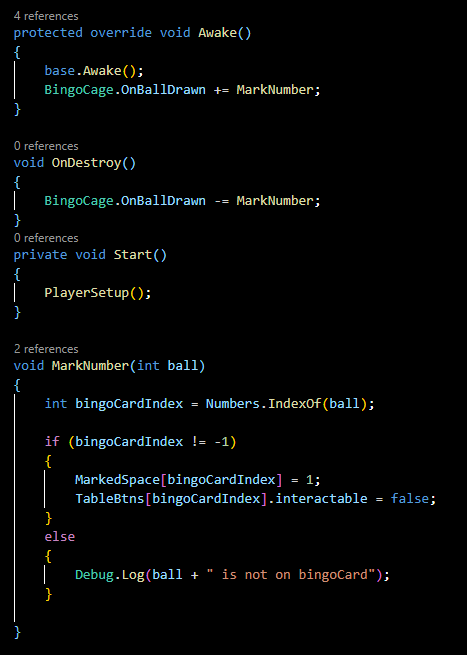 4 references
protected override void Awake()
{
base.Awake();
BingoCage.OnBallDrawn += MarkNumber;
}
0 references
void OnDestroy()
{
BingoCage.OnBallDrawn -= MarkNumber;
}
0 references
private void Start()
{
PlayerSetup();
}
2 references
void MarkNumber(int ball)
{
int bingoCardIndex = Numbers.IndexOf(ball);
if (bingoCardIndex != -1)
{
MarkedSpace[bingoCardIndex] = 1;
TableBtns[bingoCardIndex].interactable = false;
}
else
{
Debug.Log(ball + " is not on bingoCard");
}
}